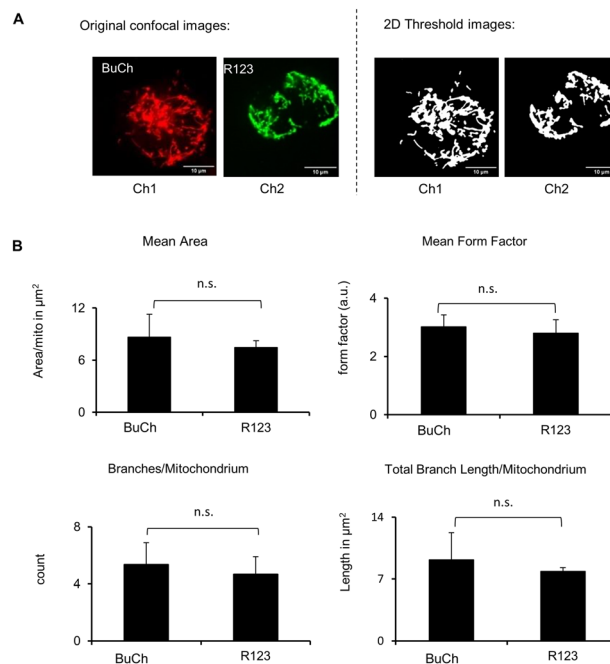 A
Original confocal images:
2D Threshold images:
BuCh
R123
10 µm
10 µm
10 µm
10 µm
Ch1
Ch2
Ch1
Ch2
B
Mean Area
Area/mito in µm²
12
6
0
n.s.
BuCh
R123
Mean Form Factor
form factor (a.u.)
4
2
0
n.s.
BuCh
R123
Branches/Mitochondrium
count
8
4
0
n.s.
BuCh
R123
Total Branch Length/Mitochondrium
Length in µm²
14
7
0
n.s.
BuCh
R123